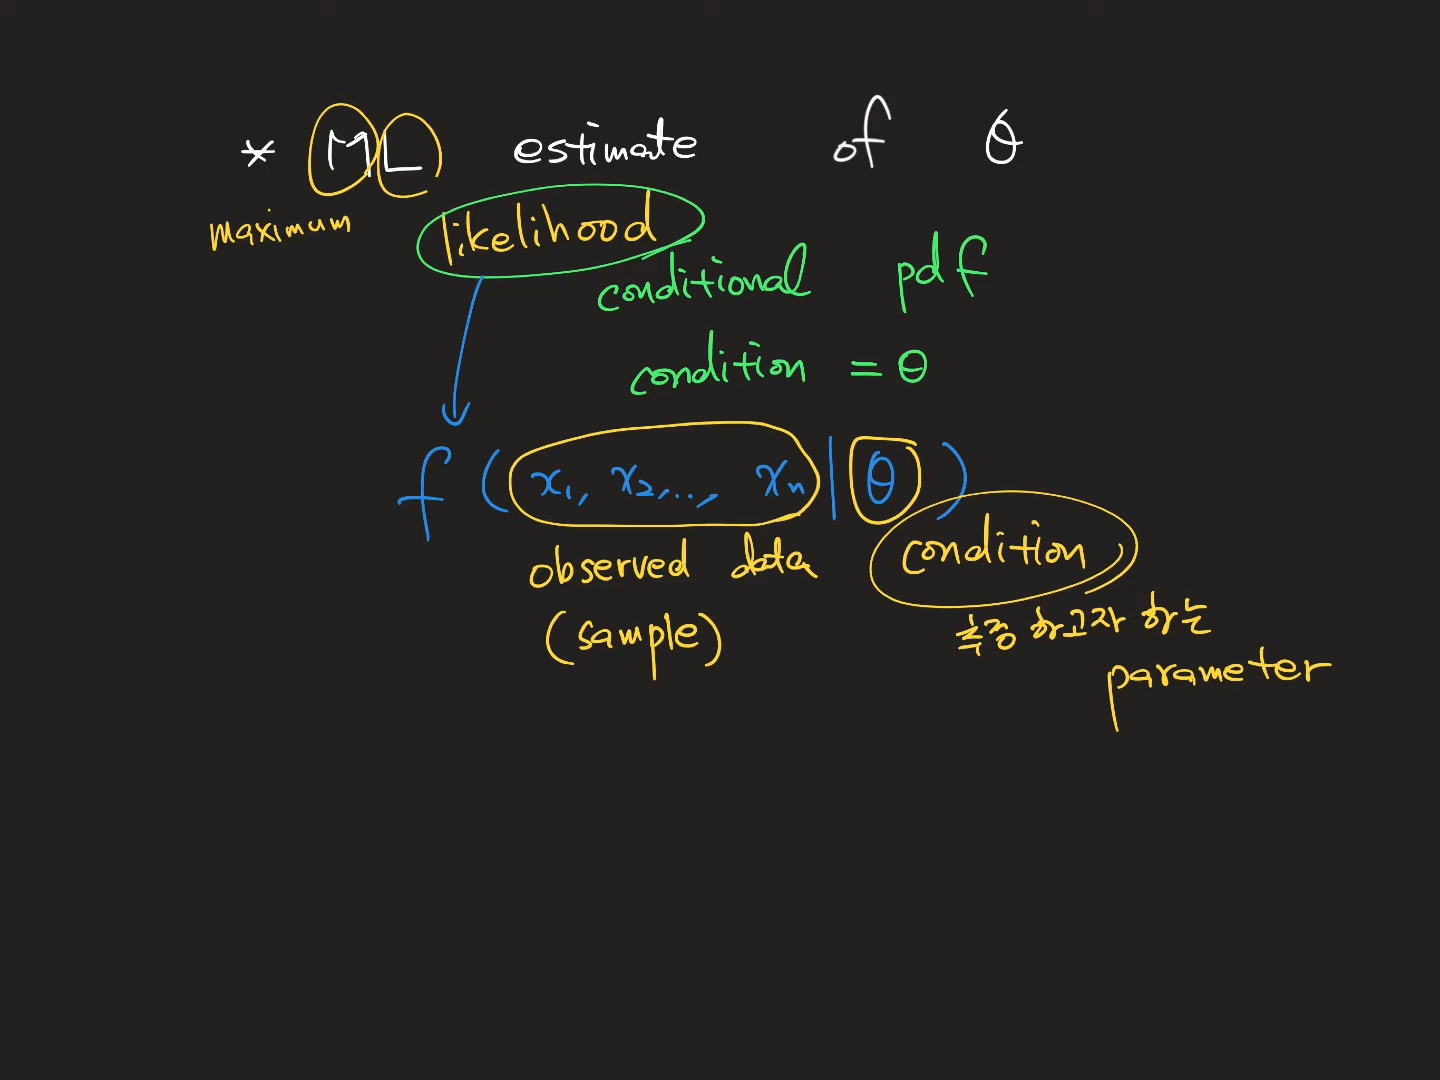 * ML estimate of θ
maximum likelihood
conditional pdf
condition = θ
f ( x₁, x₂, ..., xₙ | θ )
observed data condition
(sample) 추정 하고자 하는
parameter